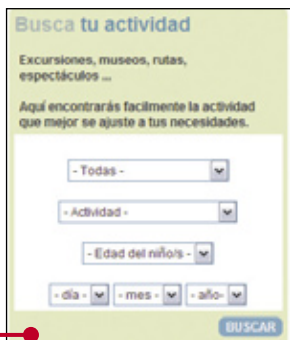 Busca tu actividad
Excursiones, museos, rutas,
espectáculos ...
Aquí encontrarás facilmente la actividad
que mejor se ajuste a tus necesidades.
- Todas -
- Actividad -
- Edad del niño/s -
- día - - mes - - año-
BUSCAR